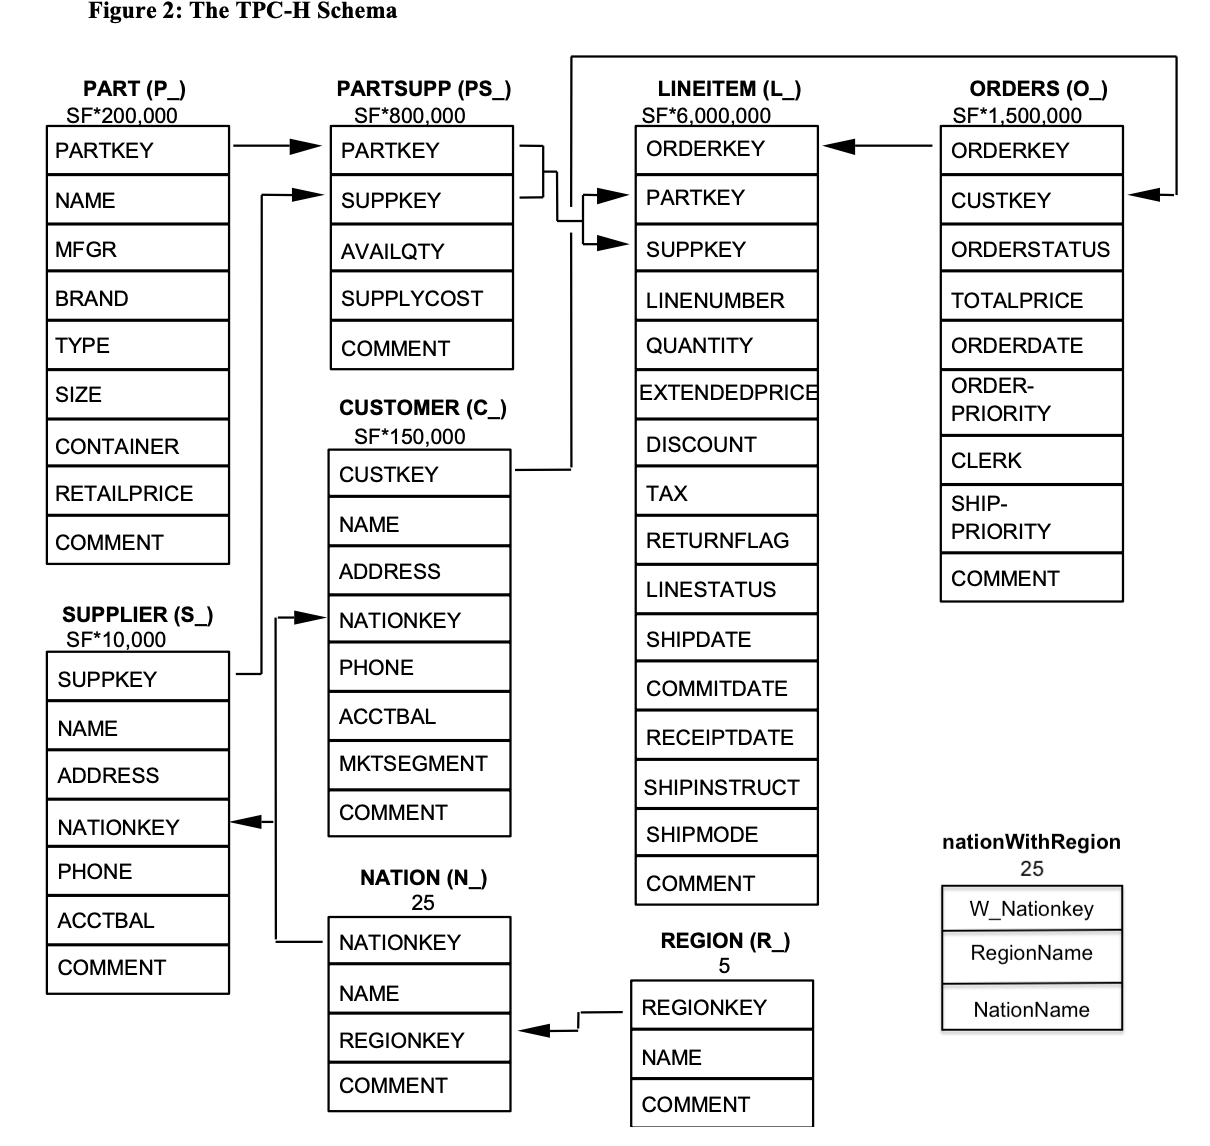 Figure 2: The TPC-H Schema
PART (P_)
SF*200,000
PARTKEY
NAME
MFGR
BRAND
TYPE
SIZE
CONTAINER
RETAILPRICE
COMMENT
SUPPLIER (S_)
SF*10,000
SUPPKEY
NAME
ADDRESS
NATIONKEY
PHONE
ACCTBAL
COMMENT
PARTSUPP (PS_)
SF*800,000
PARTKEY
SUPPKEY
AVAILQTY
SUPPLYCOST
COMMENT
CUSTOMER (C_)
SF*150,000
CUSTKEY
NAME
ADDRESS
NATIONKEY
PHONE
ACCTBAL
MKTSEGMENT
COMMENT
NATION (N_)
25
NATIONKEY
NAME
REGIONKEY
COMMENT
LINEITEM (L_)
SF*6,000,000
ORDERKEY
PARTKEY
SUPPKEY
LINENUMBER
QUANTITY
EXTENDEDPRICE
DISCOUNT
TAX
RETURNFLAG
LINESTATUS
SHIPDATE
COMMITDATE
RECEIPTDATE
SHIPINSTRUCT
SHIPMODE
COMMENT
REGION (R_)
5
REGIONKEY
NAME
COMMENT
ORDERS (O_)
SF*1,500,000
ORDERKEY
CUSTKEY
ORDERSTATUS
TOTALPRICE
ORDERDATE
ORDER-
PRIORITY
CLERK
SHIP-
PRIORITY
COMMENT
nationWithRegion
25
W_Nationkey
RegionName
NationName